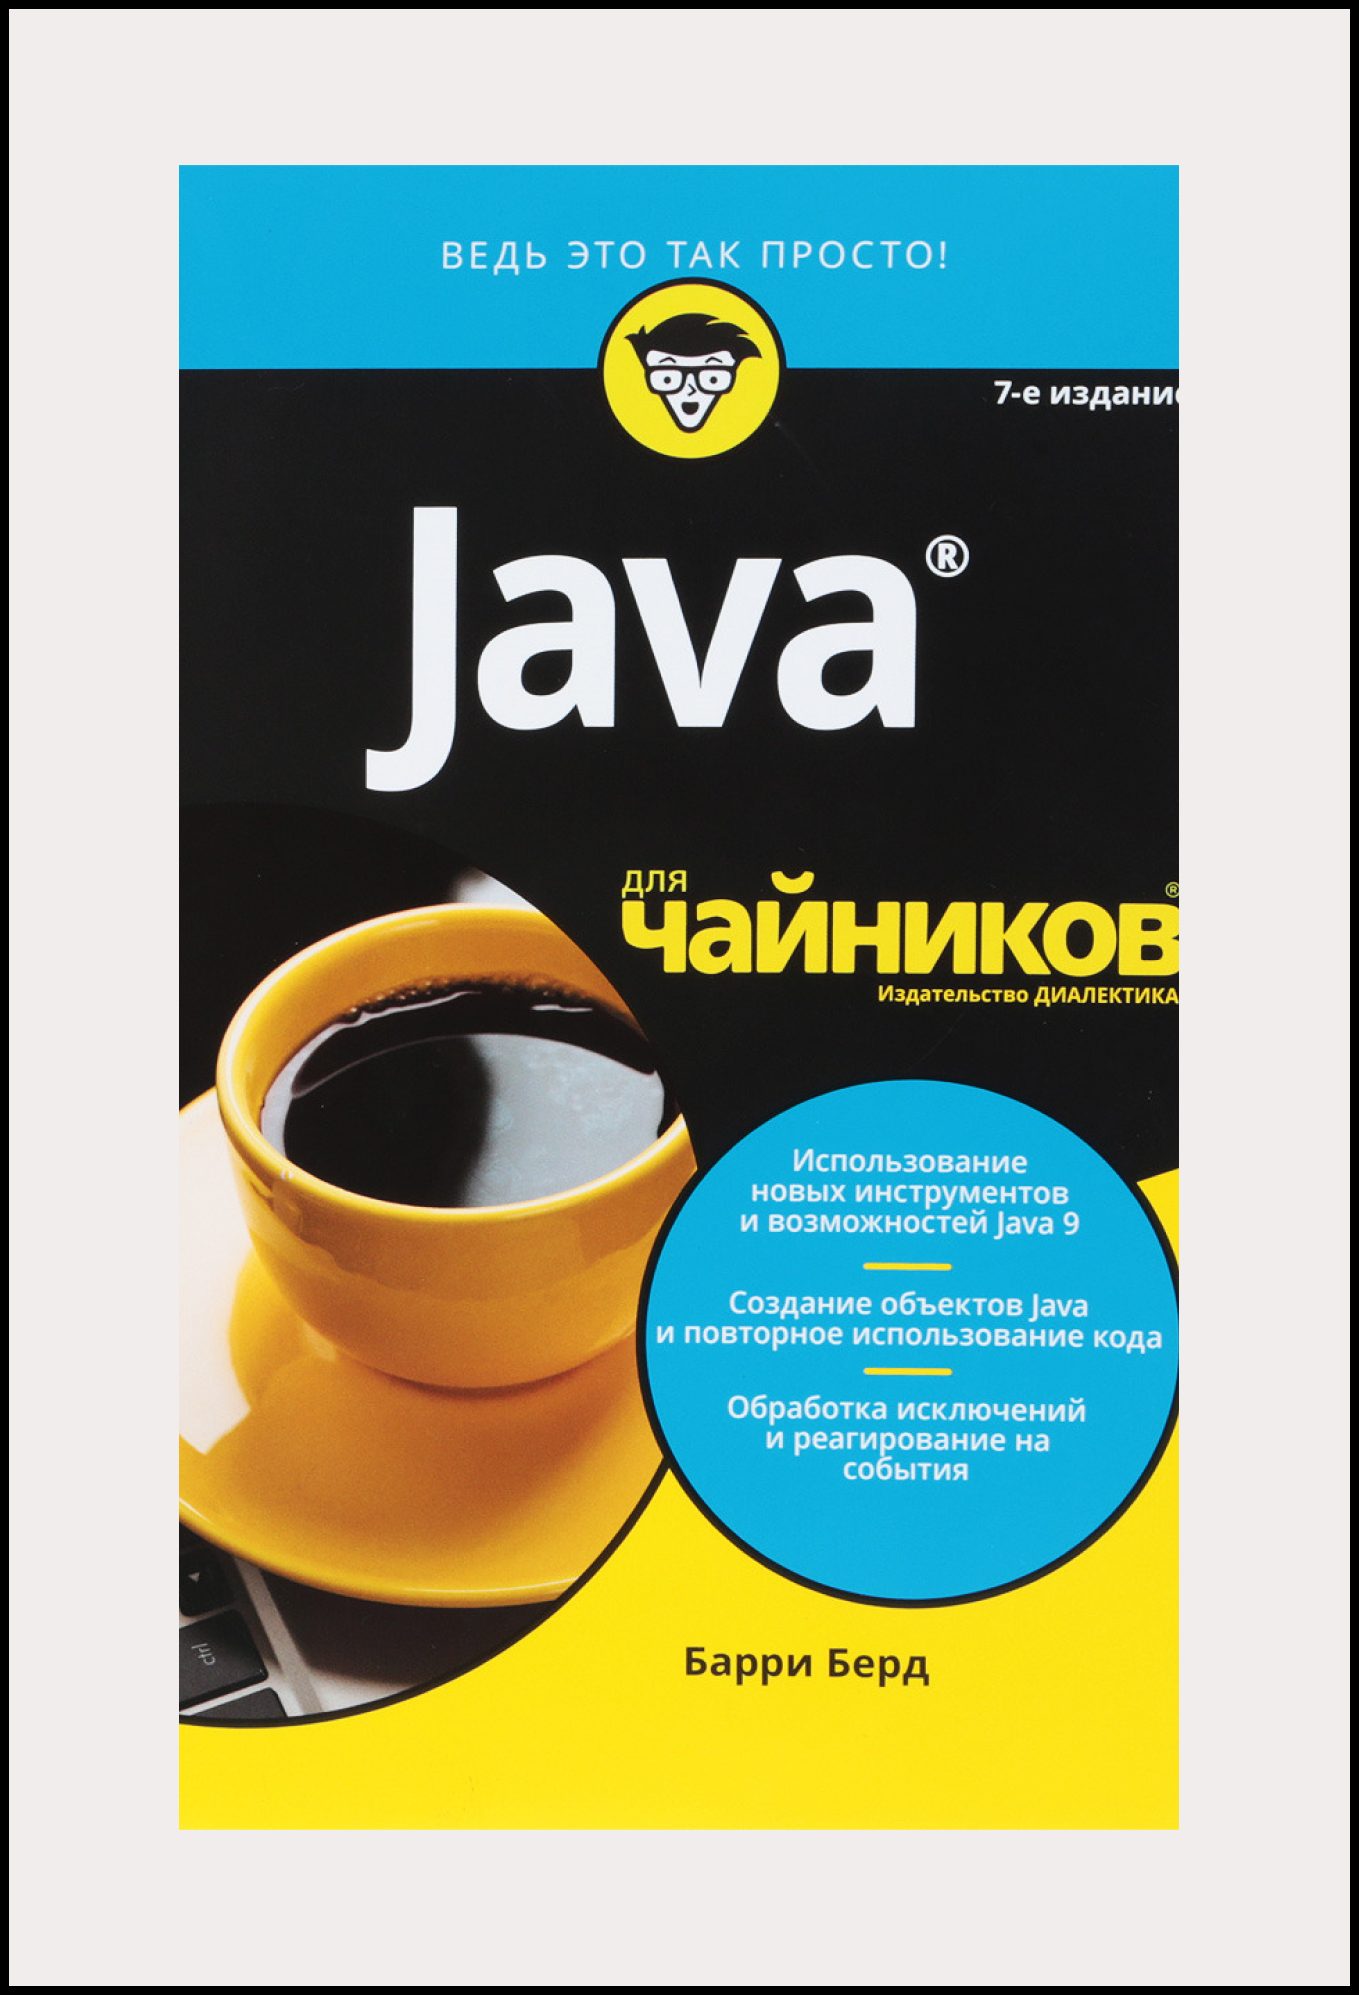 ВЕДЬ ЭТО ТАК ПРОСТО!
7-е издание
Java®
для
чайников®
Издательство ДИАЛЕКТИКА
Использование
новых инструментов
и возможностей Java 9
Создание объектов Java
и повторное использование кода
Обработка исключений
и реагирование на
события
ctrl
Барри Берд